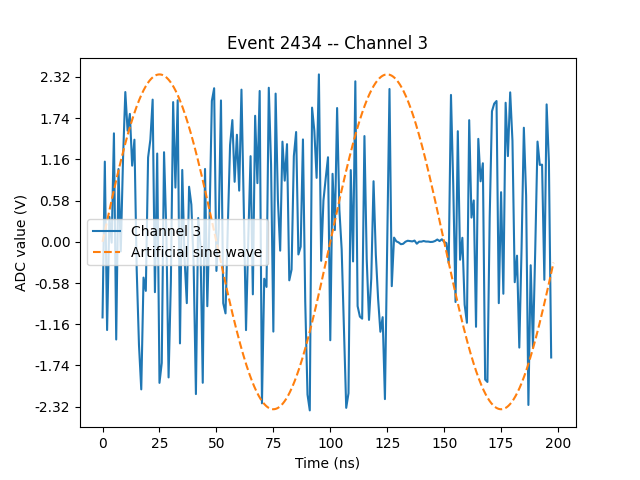 Event 2434 -- Channel 3
ADC value (V)
2.32
1.74
1.16
0.58
0.00
-0.58
-1.16
-1.74
-2.32
Channel 3
Artificial sine wave
0 25 50 75 100 125 150 175 200
Time (ns)